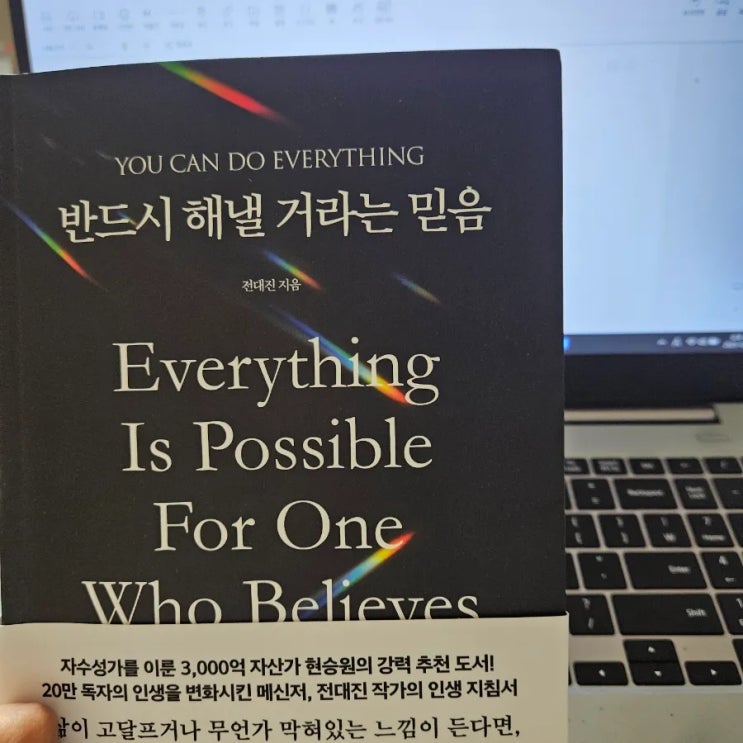 YOU CAN DO EVERYTHING
반드시 해낼 거라는 믿음
전대진 지음
Everything
Is Possible
For One
Who Believes
자수성가를 이룬 3,000억 자산가 현승원의 강력 추천 도서!
20만 독자의 인생을 변화시킨 메신저, 전대진 작가의 인생 지침서
삶이 고달프거나 무언가 막혀있는 느낌이 든다면,
Enter
Shift